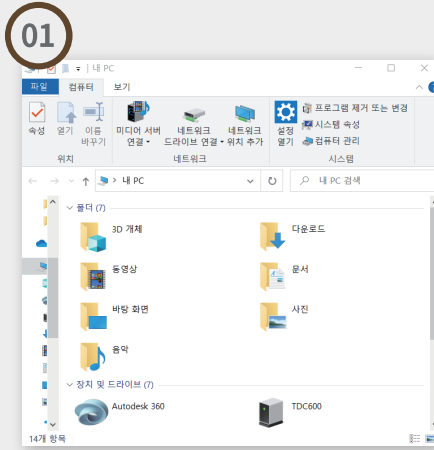 01
내 PC
파일 컴퓨터 보기
속성 열기 이름 바꾸기 미디어 서버 연결 네트워크 드라이브 연결 네트워크 위치 추가 설정 열기 프로그램 제거 또는 변경
시스템 속성
컴퓨터 관리
위치 네트워크 시스템
내 PC 내 PC 검색
폴더 (7)
3D 개체 다운로드
동영상 문서
바탕 화면 사진
음악
장치 및 드라이브 (7)
Autodesk 360 TDC600
14개 항목